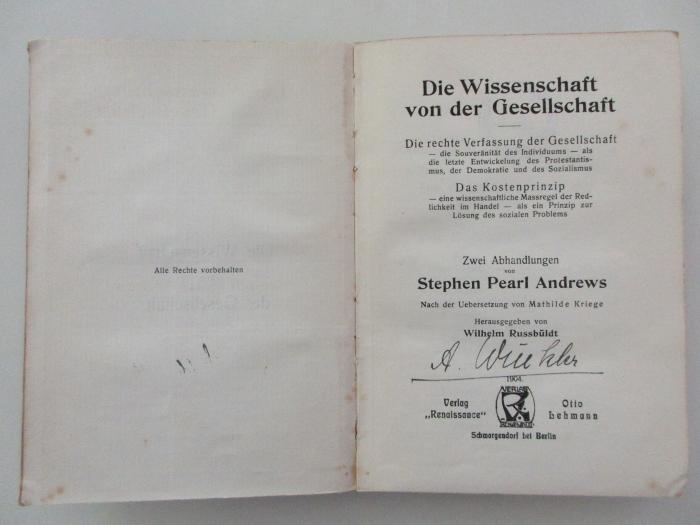 Alle Rechte vorbehalten
Die Wissenschaft
von der Gesellschaft
Die rechte Verfassung der Gesellschaft
— die Souveränität des Individuums — als
die letzte Entwickelung des Protestantis-
mus, der Demokratie und des Sozialismus
Das Kostenprinzip
— eine wissenschaftliche Massregel der Red-
lichkeit im Handel — als ein Prinzip zur
Lösung des sozialen Problems
Zwei Abhandlungen
von
Stephen Pearl Andrews
Nach der Uebersetzung von Mathilde Kriege
Herausgegeben von
Wilhelm Russbüldt
A.
1904.
Verlag
„Renaissance"
Otto
Lehmann
Schmargendorf bei Berlin